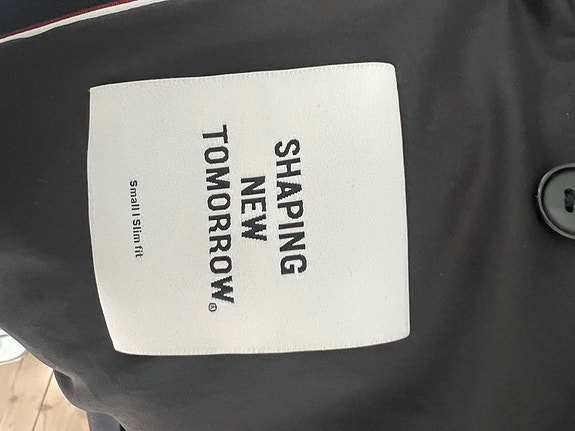 SHAPING
NEW
TOMORROW®
Small | Slim fit